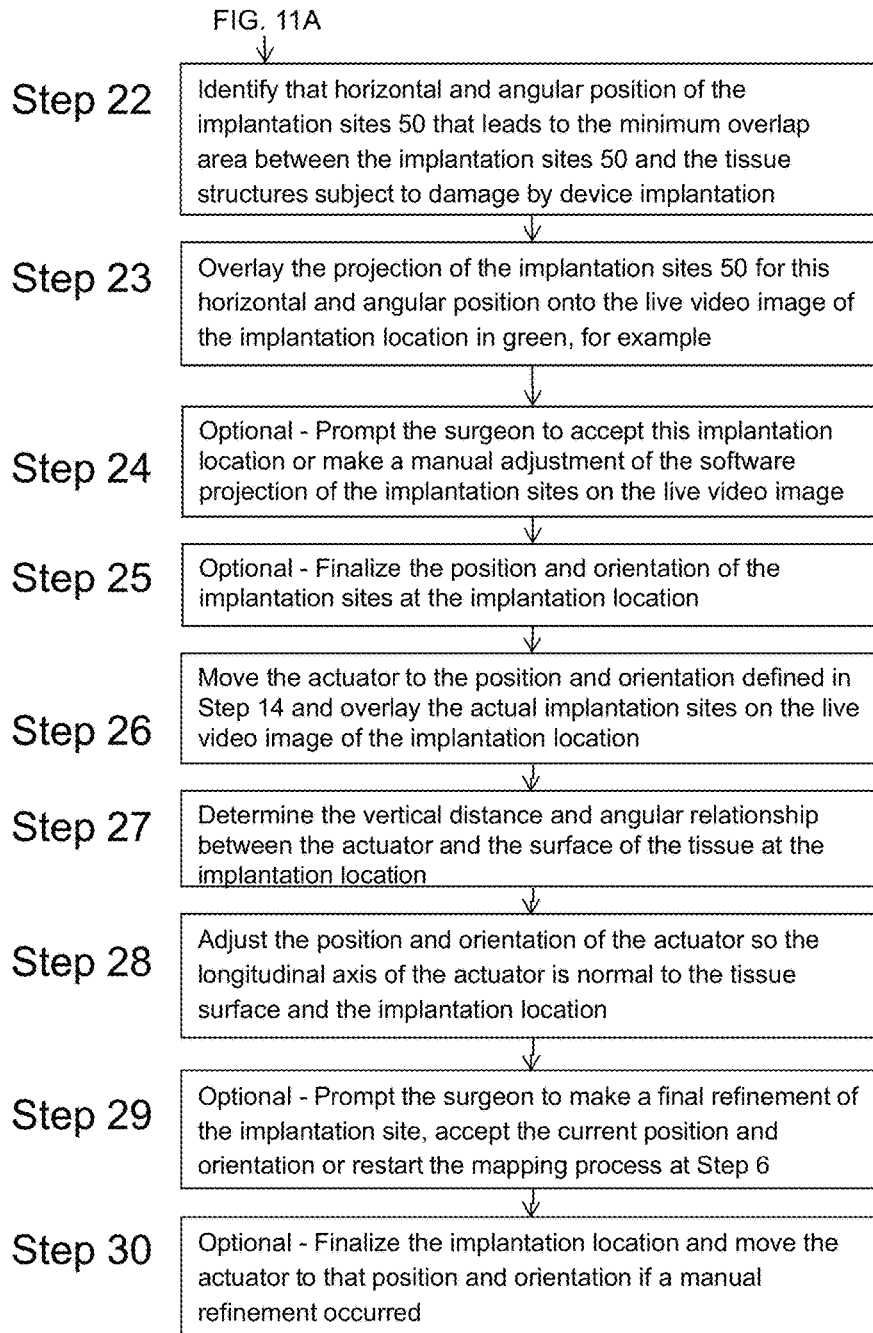 FIG. 11A
Step 22
Identify that horizontal and angular position of the
implantation sites 50 that leads to the minimum overlap
area between the implantation sites 50 and the tissue
structures subject to damage by device implantation
Step 23
Overlay the projection of the implantation sites 50 for this
horizontal and angular position onto the live video image of
the implantation location in green, for example
Step 24
Optional - Prompt the surgeon to accept this implantation
location or make a manual adjustment of the software
projection of the implantation sites on the live video image
Step 25
Optional - Finalize the position and orientation of the
implantation sites at the implantation location
Step 26
Move the actuator to the position and orientation defined in
Step 14 and overlay the actual implantation sites on the live
video image of the implantation location
Step 27
Determine the vertical distance and angular relationship
between the actuator and the surface of the tissue at the
implantation location
Step 28
Adjust the position and orientation of the actuator so the
longitudinal axis of the actuator is normal to the tissue
surface and the implantation location
Step 29
Optional - Prompt the surgeon to make a final refinement of
the implantation site, accept the current position and
orientation or restart the mapping process at Step 6
Step 30
Optional - Finalize the implantation location and move the
actuator to that position and orientation if a manual
refinement occurred